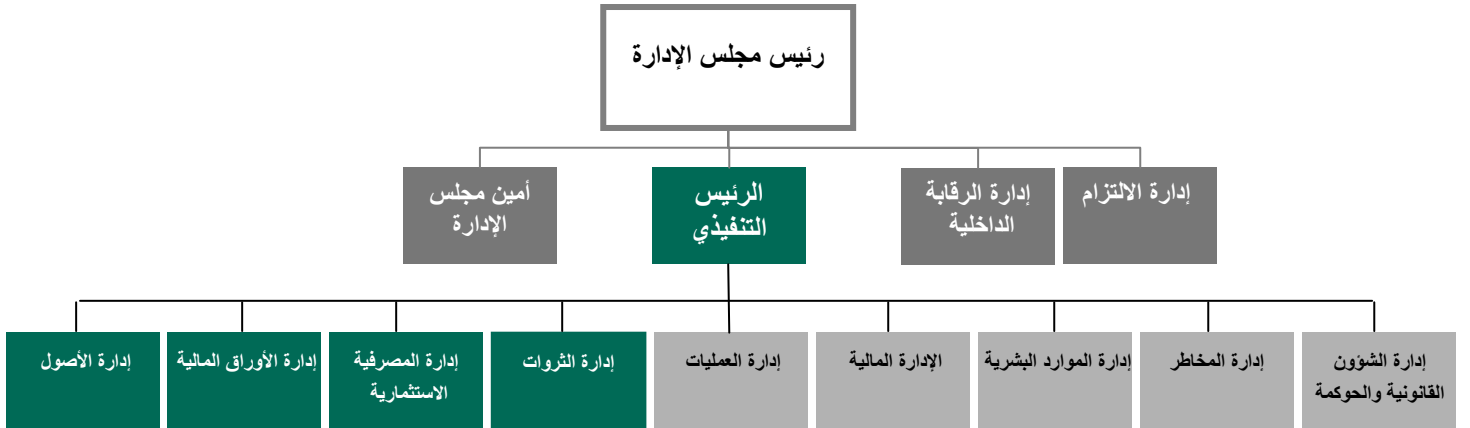 رئيس مجلس الإدارة
إدارة الالتزام
إدارة الرقابة
الداخلية
الرئيس
التنفيذي
أمين مجلس
الإدارة
إدارة الشؤون
القانونية والحوكمة
إدارة المخاطر
إدارة الموارد البشرية
الإدارة المالية
إدارة العمليات
إدارة الثروات
إدارة المصرفية
الاستثمارية
إدارة الأوراق المالية
إدارة الأصول